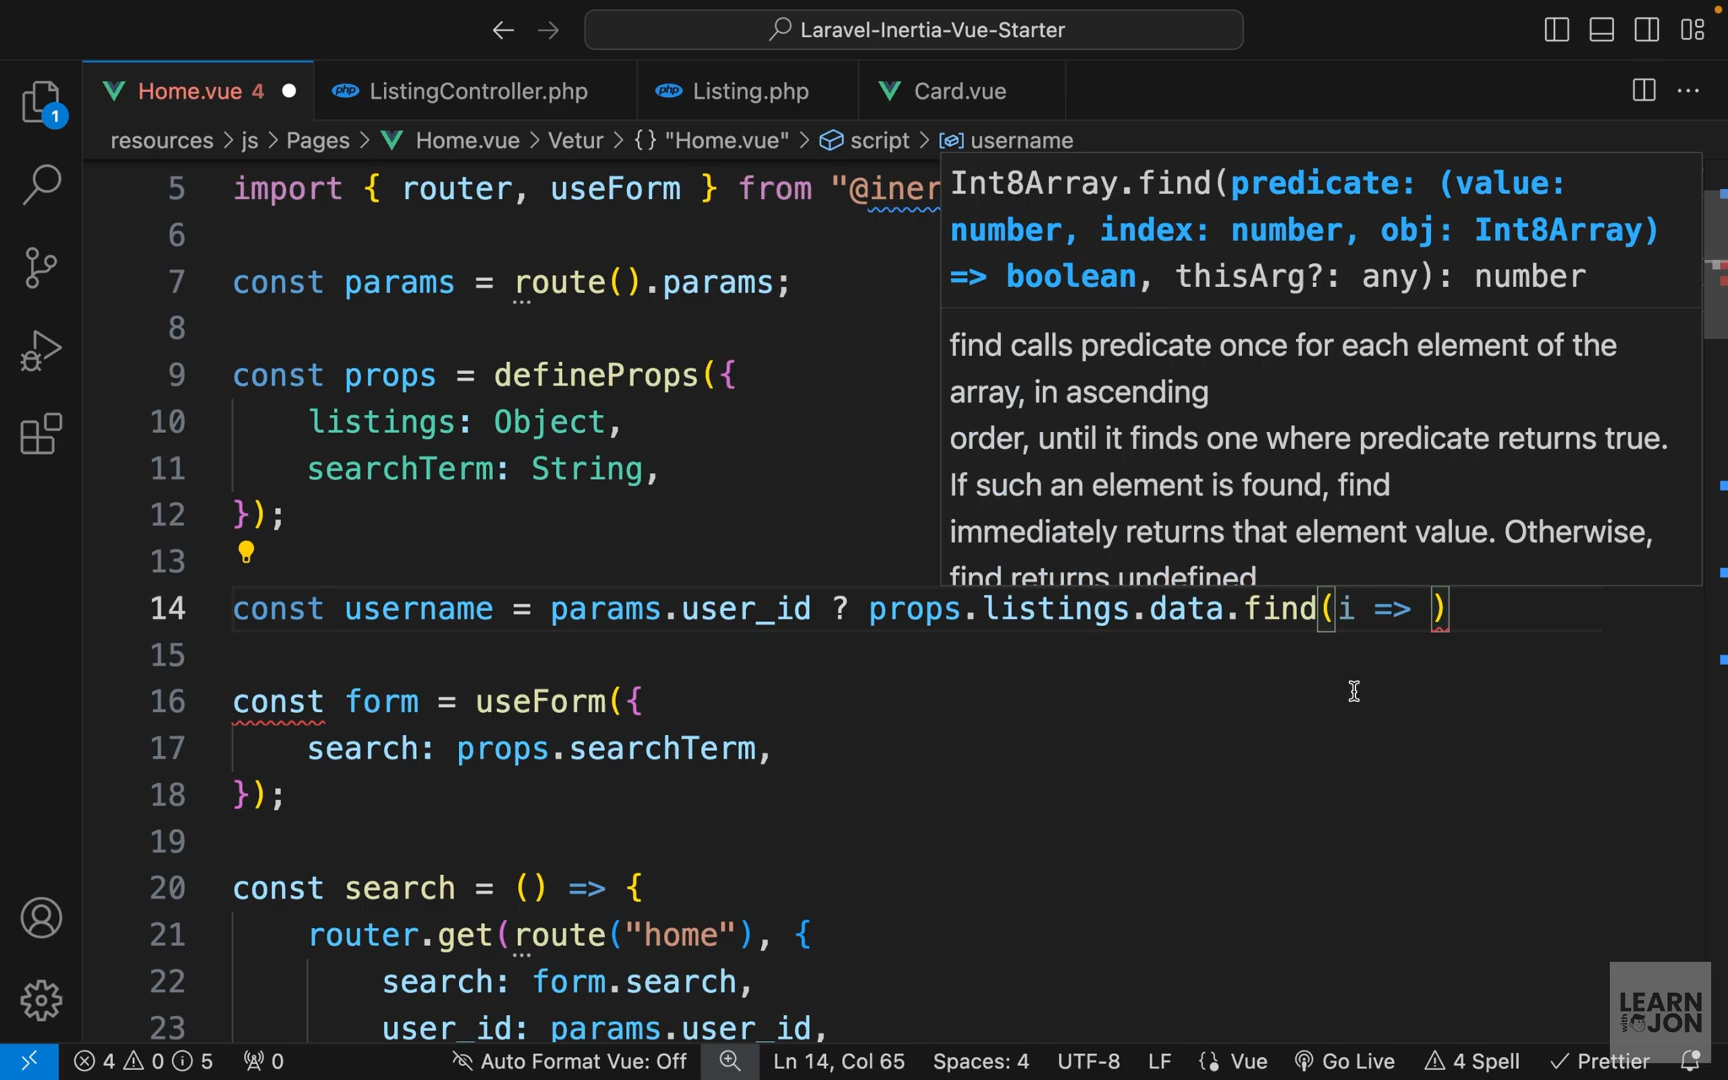 Laravel-Inertia-Vue-Starter
Home.vue 4
ListingController.php
Listing.php
Card.vue
1
resources > js > Pages > Home.vue > Vetur > {} "Home.vue" > script > username
5 import { router, useForm } from "@iner
6
7 const params = route().params;
8
9 const props = defineProps({
10 listings: Object,
11 searchTerm: String,
12 });
13
14 const username = params.user_id ? props.listings.data.find(i => )
15
16 const form = useForm({
17 search: props.searchTerm,
18 });
19
20 const search = () => {
21 router.get(route("home"), {
22 search: form.search,
23 user_id: params.user_id,
Int8Array.find(predicate: (value:
number, index: number, obj: Int8Array)
=> boolean, thisArg?: any): number
find calls predicate once for each element of the
array, in ascending
order, until it finds one where predicate returns true.
If such an element is found, find
immediately returns that element value. Otherwise,
find returns undefined
LEARN
with JON
4 0 5 0 Auto Format Vue: Off Ln 14, Col 65 Spaces: 4 UTF-8 LF {} Vue Go Live 4 Spell Prettier